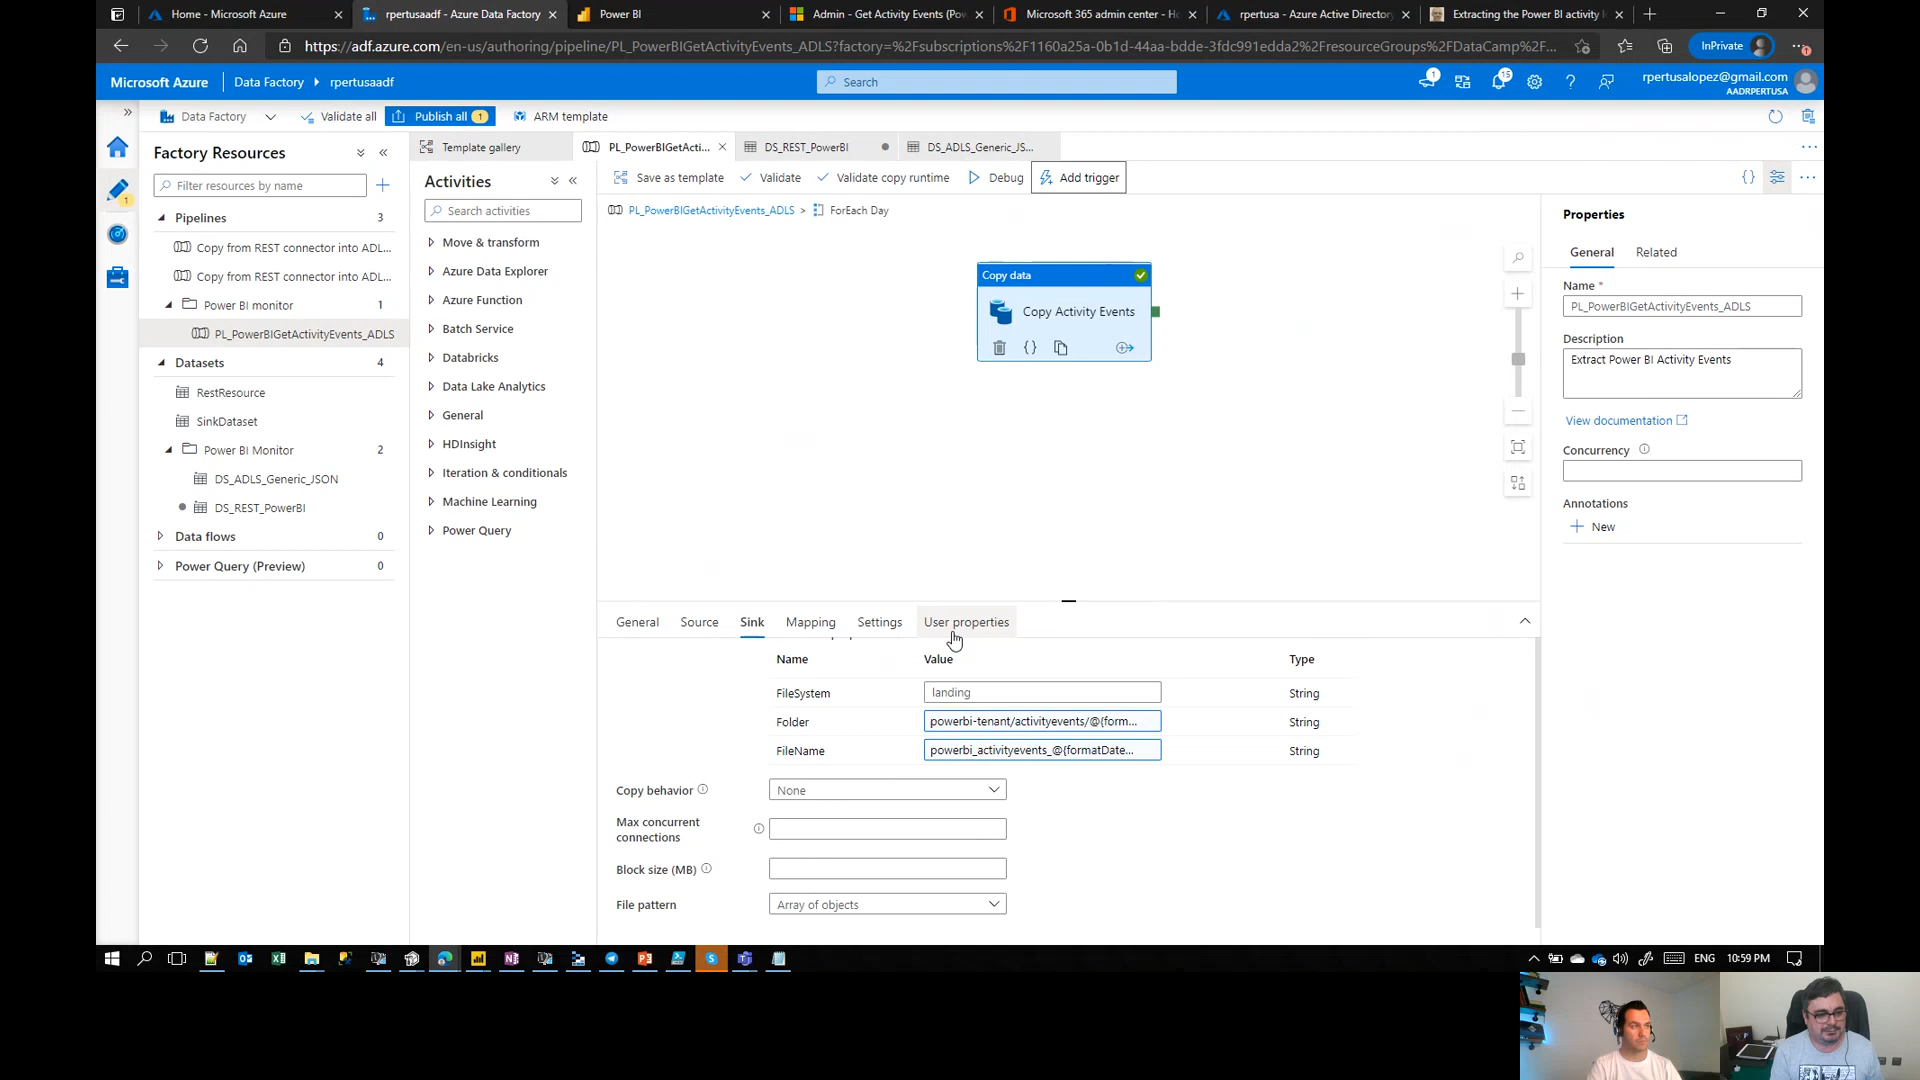 Home - Microsoft Azure
rpertusaadf - Azure Data Factory
Power BI
Admin - Get Activity Events (Po
Microsoft 365 admin center - Ho
rpertusa - Azure Active Directory
Extracting the Power BI activity l
https://adf.azure.com/en-us/authoring/pipeline/PL_PowerBIGetActivityEvents_ADLS?factory=%2Fsubscriptions%2F1160a25a-0b1d-44aa-bdde-3fdc991edda2%2FresourceGroups%2FDataCamp%2F...
InPrivate
Microsoft Azure
Data Factory
rpertusaadf
Search
1
15
rpertusalopez@gmail.com
AADRPERTUSA
Data Factory
Validate all
Publish all 1
ARM template
Factory Resources
Filter resources by name
Pipelines 3
Copy from REST connector into ADL...
Copy from REST connector into ADL...
Power BI monitor 1
PL_PowerBIGetActivityEvents_ADLS
Datasets 4
RestResource
SinkDataset
Power BI Monitor 2
DS_ADLS_Generic_JSON
DS_REST_PowerBI
Data flows 0
Power Query (Preview) 0
Template gallery
PL_PowerBIGetActi...
DS_REST_PowerBI
DS_ADLS_Generic_JS...
Activities
Search activities
Move & transform
Azure Data Explorer
Azure Function
Batch Service
Databricks
Data Lake Analytics
General
HDInsight
Iteration & conditionals
Machine Learning
Power Query
Save as template
Validate
Validate copy runtime
Debug
Add trigger
PL_PowerBIGetActivityEvents_ADLS > ForEach Day
Copy data
Copy Activity Events
General
Source
Sink
Mapping
Settings
User properties
Name Value Type
FileSystem landing String
Folder powerbi-tenant/activityevents/@{form... String
FileName powerbi_activityevents_@{formatDate... String
Copy behavior None
Max concurrent
connections
Block size (MB)
File pattern Array of objects
Properties
General
Related
Name *
PL_PowerBIGetActivityEvents_ADLS
Description
Extract Power BI Activity Events
View documentation
Concurrency
Annotations
New
ENG
10:59 PM